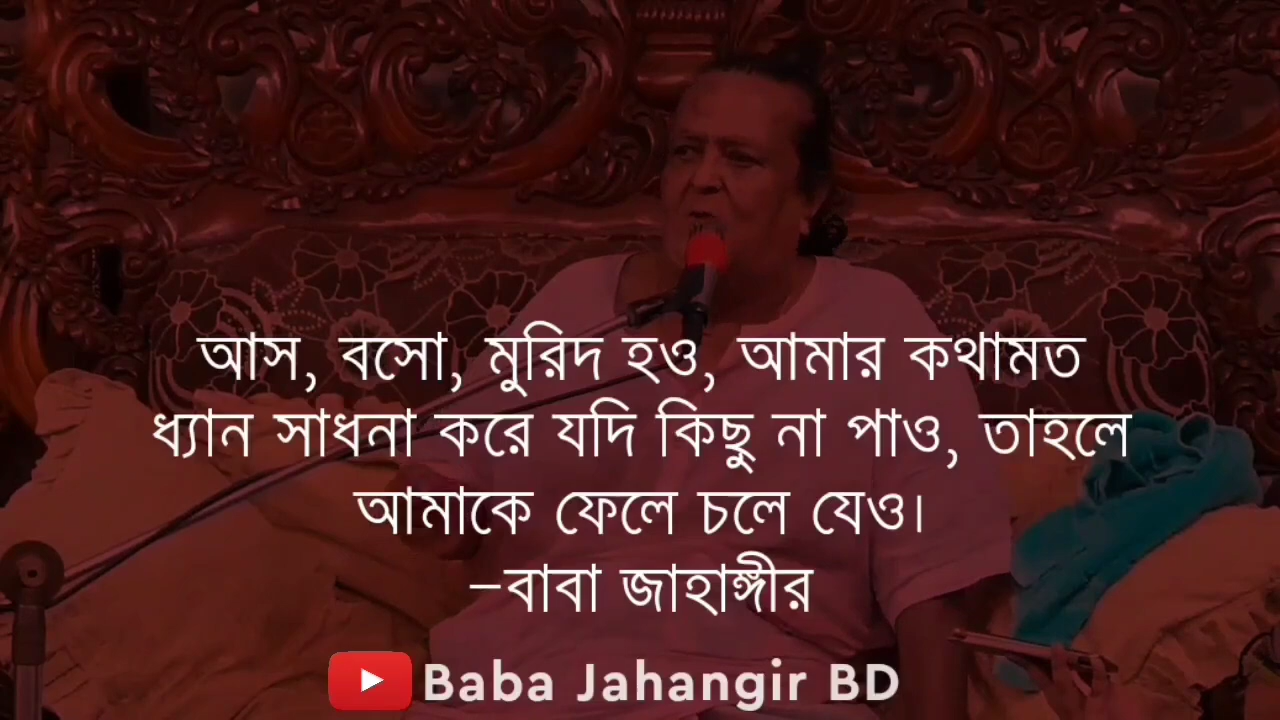 আস, বসো, মুরিদ হও, আমার কথামত
ধ্যান সাধনা করে যদি কিছু না পাও, তাহলে
আমাকে ফেলে চলে যেও।
–বাবা জাহাঙ্গীর
Baba Jahangir BD